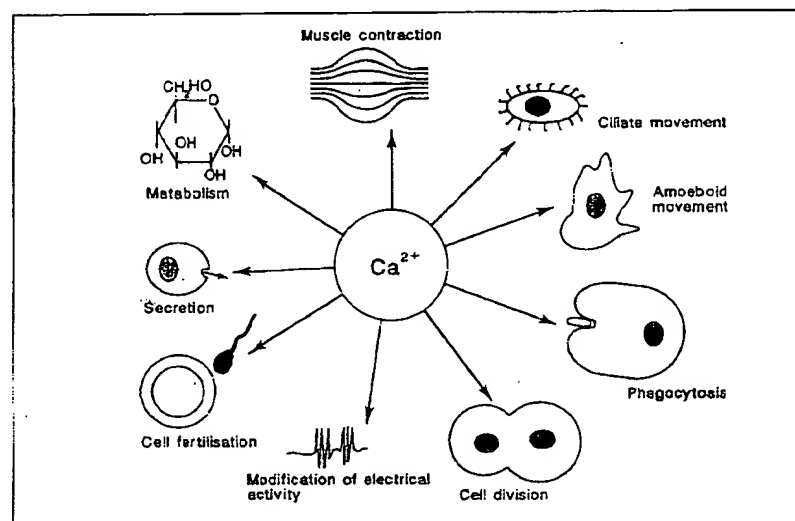 Muscle contraction
CH₂HO
O
OH
OH
OH
OH
Metabolism
Ciliate movement
Amoeboid
movement
Ca²⁺
Secretion
Phagocytosis
Cell fertilisation
Modification of electrical
activity
Cell division